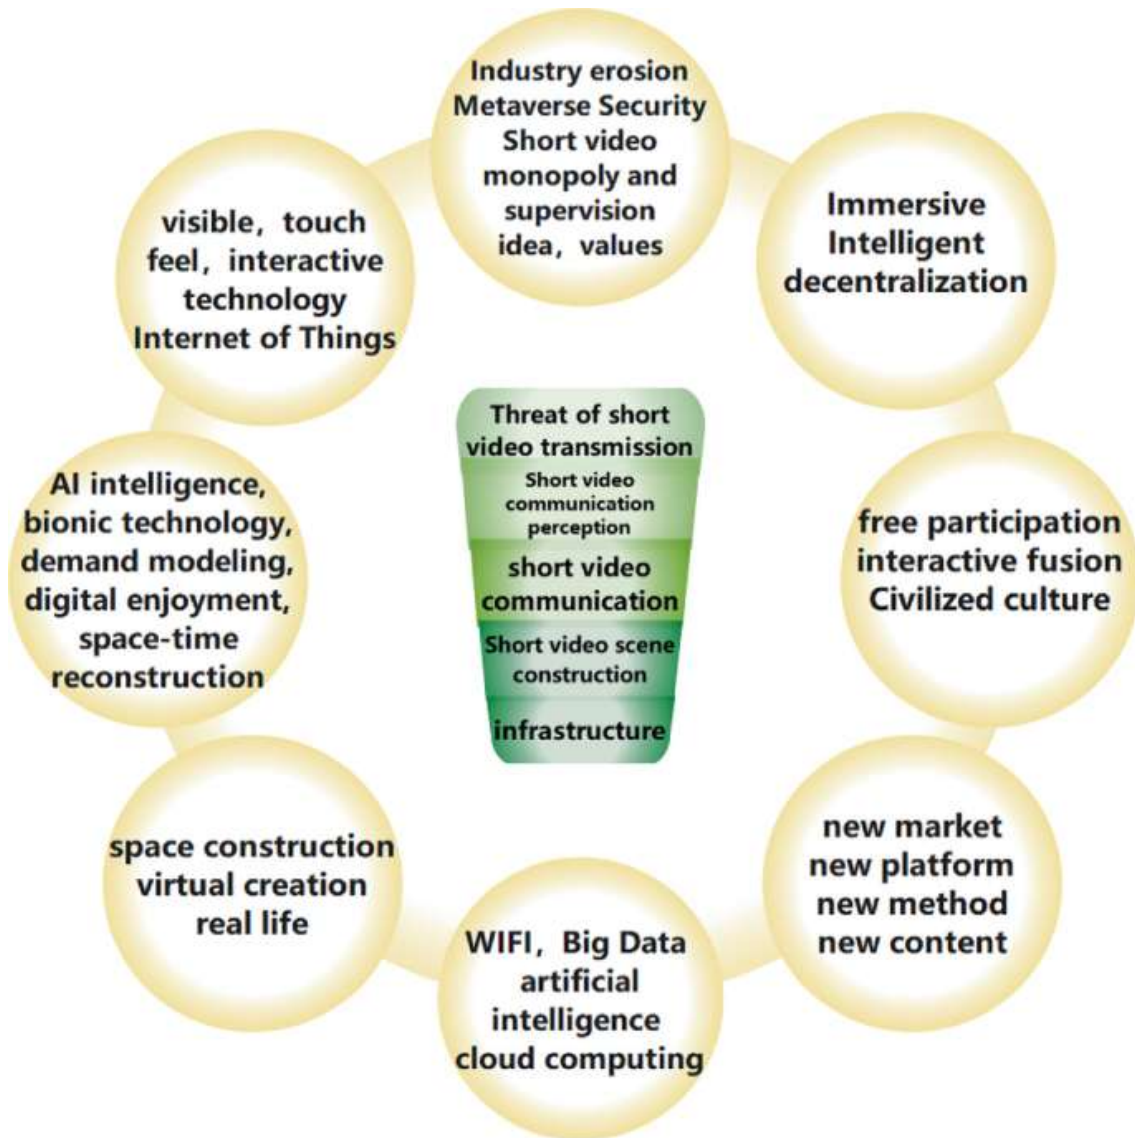 Industry erosion
Metaverse Security
Short video
monopoly and
supervision
idea, values
Immersive
Intelligent
decentralization
free participation
interactive fusion
Civilized culture
new market
new platform
new method
new content
WIFI, Big Data
artificial
intelligence
cloud computing
space construction
virtual creation
real life
AI intelligence,
bionic technology,
demand modeling,
digital enjoyment,
space-time
reconstruction
visible, touch
feel, interactive
technology
Internet of Things
Threat of short
video transmission
Short video
communication
perception
short video
communication
Short video scene
construction
infrastructure